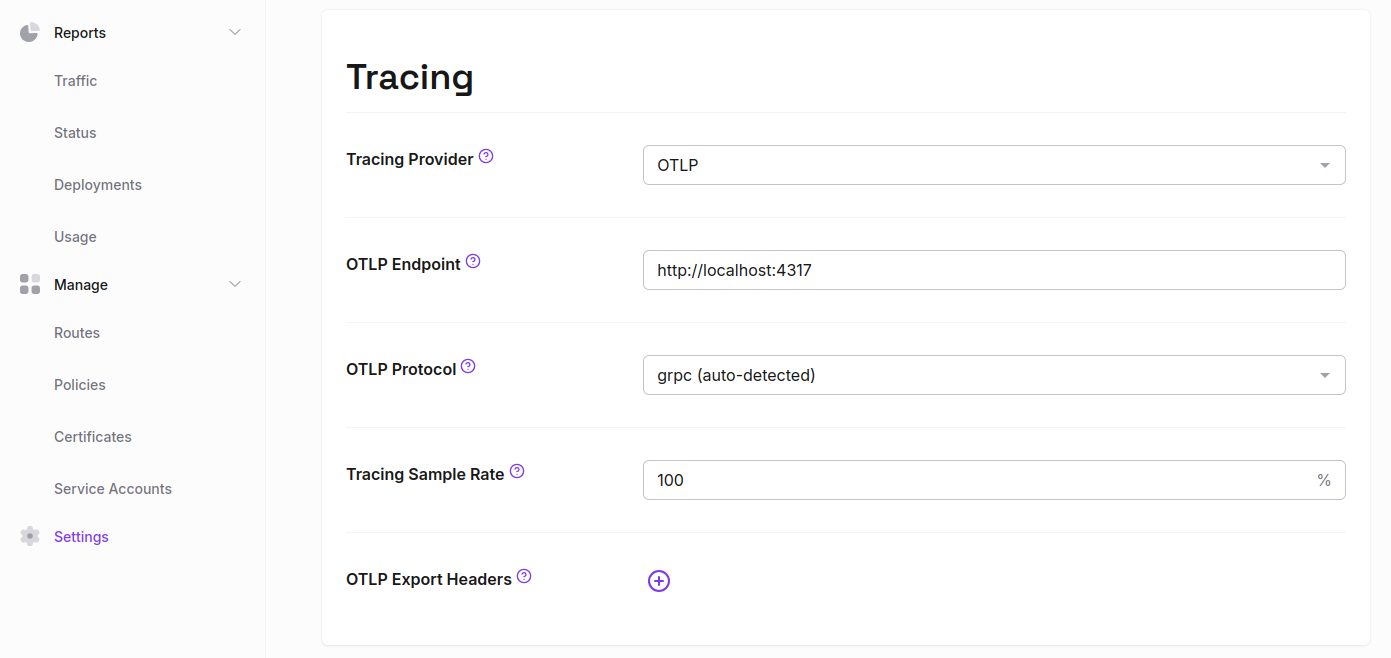 Reports
Traffic
Status
Deployments
Usage
Manage
Routes
Policies
Certificates
Service Accounts
Settings
Tracing
Tracing Provider ?
OTLP
OTLP Endpoint ?
http://localhost:4317
OTLP Protocol ?
grpc (auto-detected)
Tracing Sample Rate ?
100 %
OTLP Export Headers ?